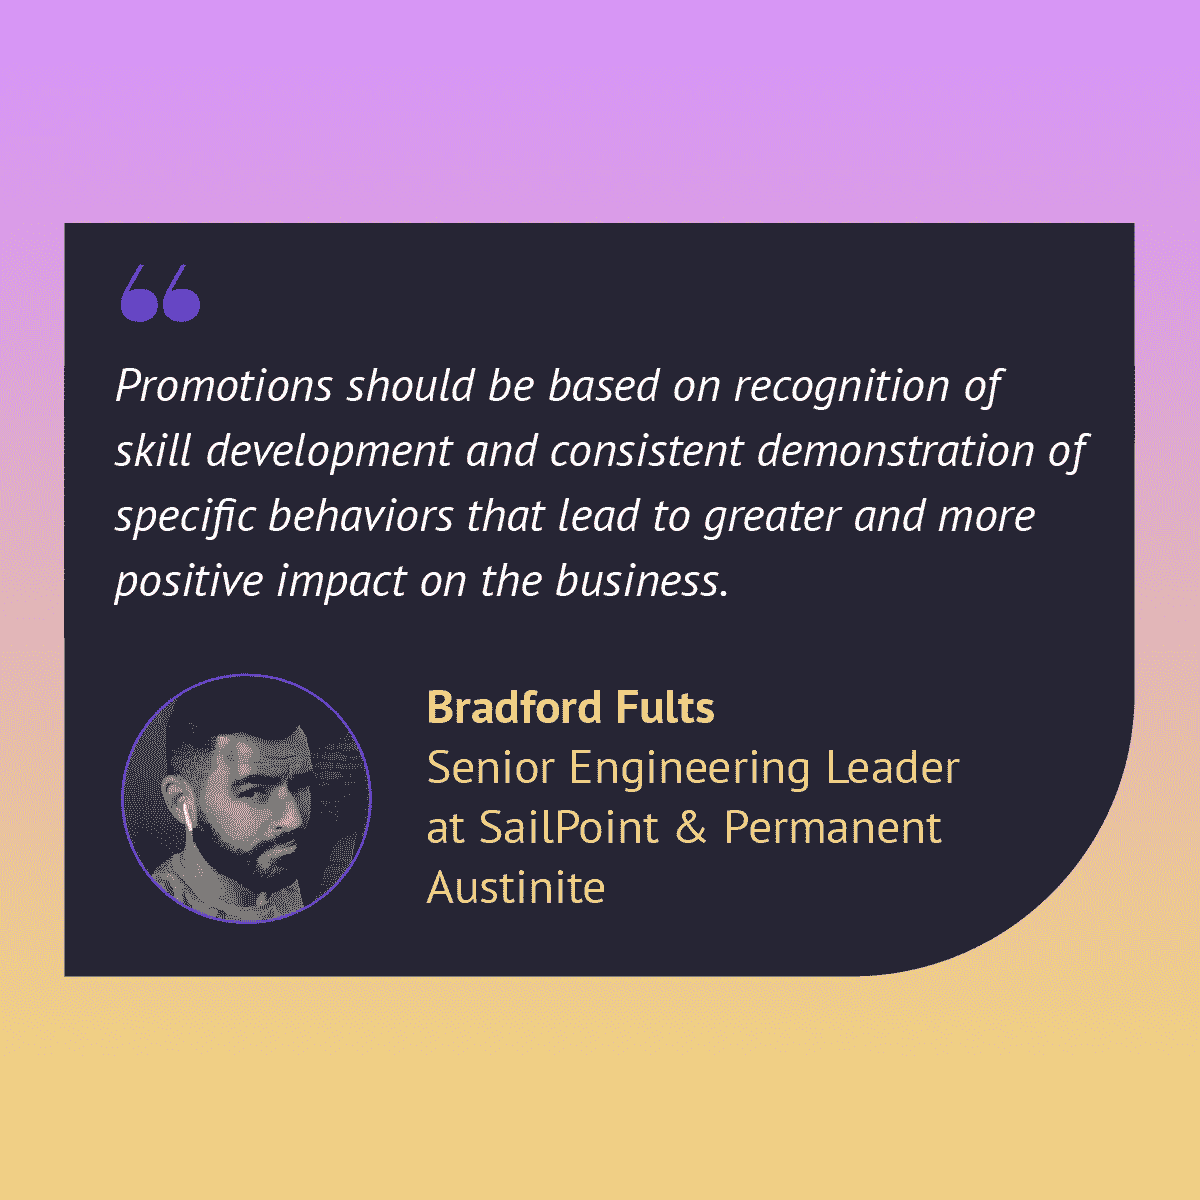 “
Promotions should be based on recognition of
skill development and consistent demonstration of
specific behaviors that lead to greater and more
positive impact on the business.
Bradford Fults
Senior Engineering Leader
at SailPoint & Permanent
Austinite